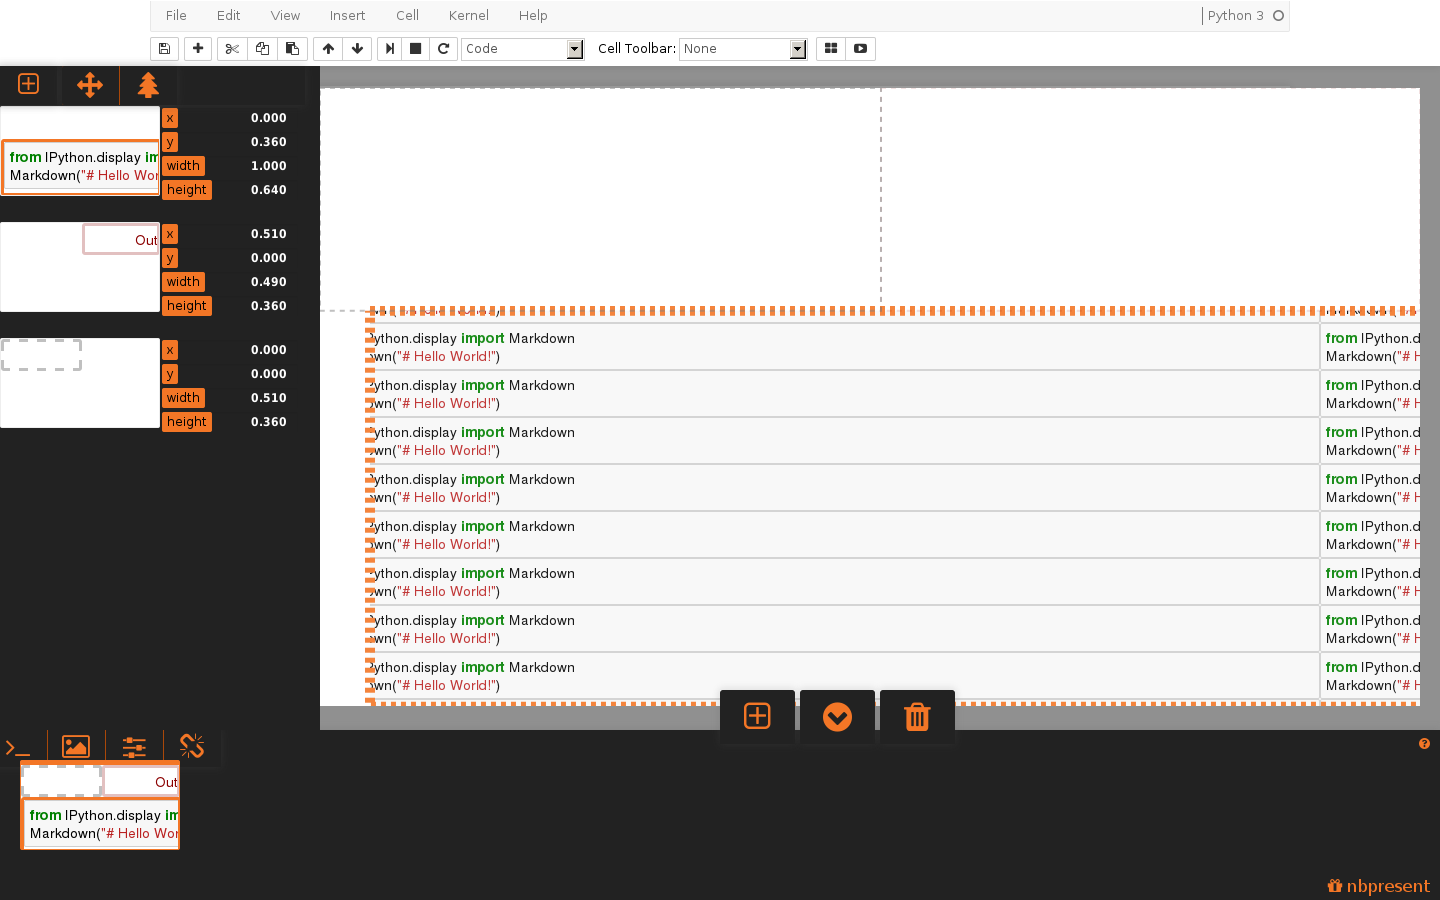 File Edit View Insert Cell Kernel Help Python 3
Code Cell Toolbar: None
x 0.000
y 0.360
from IPython.display im
width 1.000
Markdown("# Hello Wor
height 0.640
x 0.510
Out
y 0.000
width 0.490
height 0.360
x 0.000
y 0.000
width 0.510
height 0.360
ython.display import Markdown from IPython.d
wn("# Hello World!") Markdown("# H
ython.display import Markdown from IPython.d
wn("# Hello World!") Markdown("# H
ython.display import Markdown from IPython.d
wn("# Hello World!") Markdown("# H
ython.display import Markdown from IPython.d
wn("# Hello World!") Markdown("# H
ython.display import Markdown from IPython.d
wn("# Hello World!") Markdown("# H
ython.display import Markdown from IPython.d
wn("# Hello World!") Markdown("# H
ython.display import Markdown from IPython.d
wn("# Hello World!") Markdown("# H
ython.display import Markdown from IPython.d
wn("# Hello World!") Markdown("# H
Out
from IPython.display im
Markdown("# Hello Wor
nbpresent